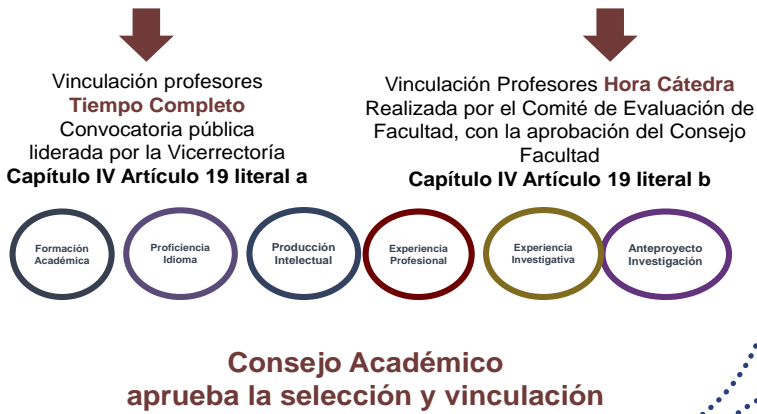 Vinculación profesores
Tiempo Completo
Convocatoria pública
liderada por la Vicerrectoría
Capítulo IV Artículo 19 literal a
Vinculación Profesores Hora Cátedra
Realizada por el Comité de Evaluación de
Facultad, con la aprobación del Consejo
Facultad
Capítulo IV Artículo 19 literal b
Formación
Académica
Proficiencia
Idioma
Producción
Intelectual
Experiencia
Profesional
Experiencia
Investigativa
Anteproyecto
Investigación
Consejo Académico
aprueba la selección y vinculación